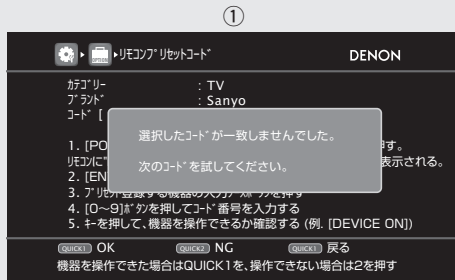 ①
OPTION リモコンプリセットコード DENON
カテゴリー : TV
ブランド : Sanyo
コード [
選択したコードが一致しませんでした。
次のコードを試してください。
1. [PO す。
リモコンに" 表示される。
2. [EN
3. プリセット登録する機器の入力ソースボタンを押す
4. [0～9]ボタンを押してコード番号を入力する
5. キーを押して、機器を操作できるか確認する (例. [DEVICE ON])
QUICK1 OK QUICK2 NG QUICK1 戻る
機器を操作できた場合はQUICK1を、操作できない場合は2を押す